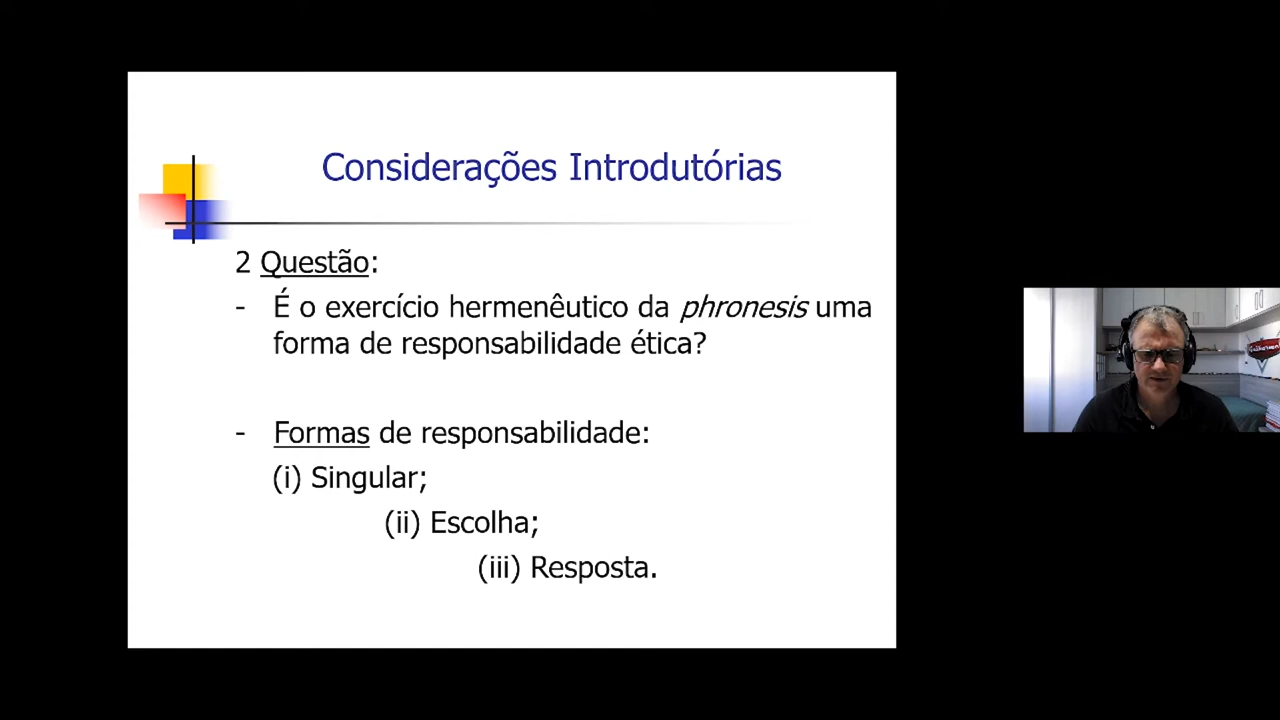 Considerações Introdutórias
2 Questão:
- É o exercício hermenêutico da phronesis uma
forma de responsabilidade ética?
- Formas de responsabilidade:
(i) Singular;
(ii) Escolha;
(iii) Resposta.